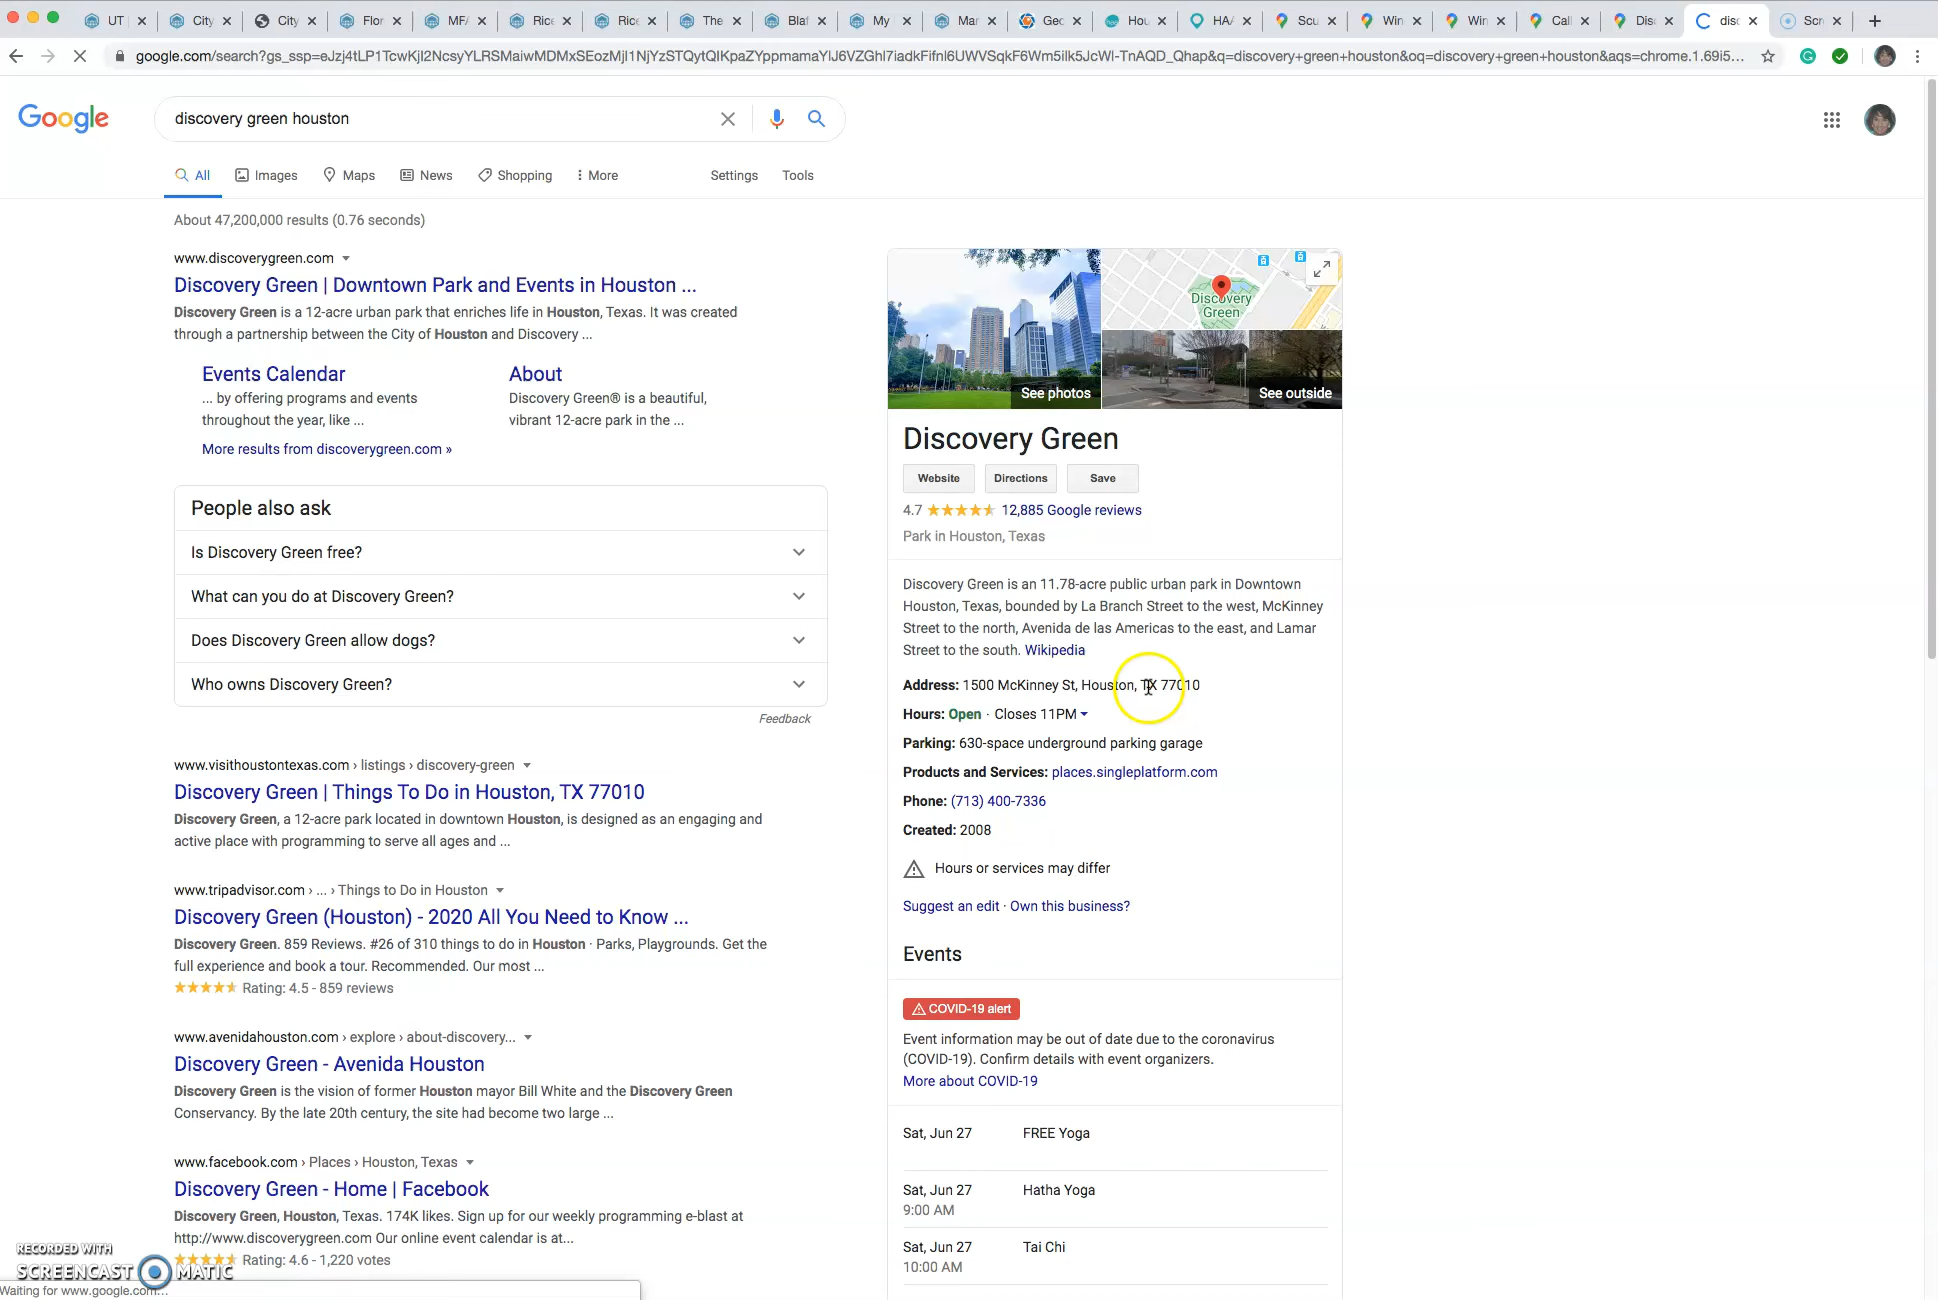 UT
City
City
Flor
MFA
Rice
Rice
The
Blaf
My
Mar
Geo
Hou
HAA
Scu
Win
Win
Call
Disc
disc
Scre
google.com/search?gs_ssp=eJzj4tLP1TcwKjI2NcsyYLRSMaiwMDMxSEozMjI1NjYzSTQytQIKpaZYppmamaYlJ6VZGhl7iadkFifnl6UWVSqkF6Wm5ilk5JcWl-TnAQD_Qhap&q=discovery+green+houston&oq=discovery+green+houston&aqs=chrome.1.69i5...
Google
discovery green houston
All
Images
Maps
News
Shopping
More
Settings
Tools
About 47,200,000 results (0.76 seconds)
www.discoverygreen.com
Discovery Green | Downtown Park and Events in Houston ...
Discovery Green is a 12-acre urban park that enriches life in Houston, Texas. It was created
through a partnership between the City of Houston and Discovery ...
Events Calendar
... by offering programs and events
throughout the year, like ...
About
Discovery Green® is a beautiful,
vibrant 12-acre park in the ...
More results from discoverygreen.com »
People also ask
Is Discovery Green free?
What can you do at Discovery Green?
Does Discovery Green allow dogs?
Who owns Discovery Green?
Feedback
www.visithoustontexas.com › listings › discovery-green
Discovery Green | Things To Do in Houston, TX 77010
Discovery Green, a 12-acre park located in downtown Houston, is designed as an engaging and
active place with programming to serve all ages and ...
www.tripadvisor.com › ... › Things to Do in Houston
Discovery Green (Houston) - 2020 All You Need to Know ...
Discovery Green. 859 Reviews. #26 of 310 things to do in Houston · Parks, Playgrounds. Get the
full experience and book a tour. Recommended. Our most ...
Rating: 4.5 - 859 reviews
www.avenidahouston.com › explore › about-discovery...
Discovery Green - Avenida Houston
Discovery Green is the vision of former Houston mayor Bill White and the Discovery Green
Conservancy. By the late 20th century, the site had become two large ...
www.facebook.com › Places › Houston, Texas
Discovery Green - Home | Facebook
Discovery Green, Houston, Texas. 174K likes. Sign up for our weekly programming e-blast at
http://www.discoverygreen.com Our online event calendar is at...
Rating: 4.6 - 1,220 votes
RECORDED WITH
SCREENCAST MATIC
Waiting for www.google.com...
Discovery
Green
See photos
See outside
Discovery Green
Website
Directions
Save
4.7 12,885 Google reviews
Park in Houston, Texas
Discovery Green is an 11.78-acre public urban park in Downtown
Houston, Texas, bounded by La Branch Street to the west, McKinney
Street to the north, Avenida de las Americas to the east, and Lamar
Street to the south. Wikipedia
Address: 1500 McKinney St, Houston, TX 77010
Hours: Open · Closes 11PM
Parking: 630-space underground parking garage
Products and Services: places.singleplatform.com
Phone: (713) 400-7336
Created: 2008
Hours or services may differ
Suggest an edit · Own this business?
Events
COVID-19 alert
Event information may be out of date due to the coronavirus
(COVID-19). Confirm details with event organizers.
More about COVID-19
Sat, Jun 27 FREE Yoga
Sat, Jun 27 Hatha Yoga
9:00 AM
Sat, Jun 27 Tai Chi
10:00 AM